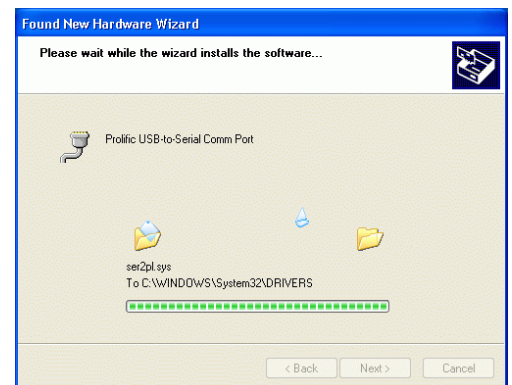 Found New Hardware Wizard
Please wait while the wizard installs the software...
Prolific USB-to-Serial Comm Port
ser2pl.sys
To C:\WINDOWS\System32\DRIVERS
< Back
Next >
Cancel